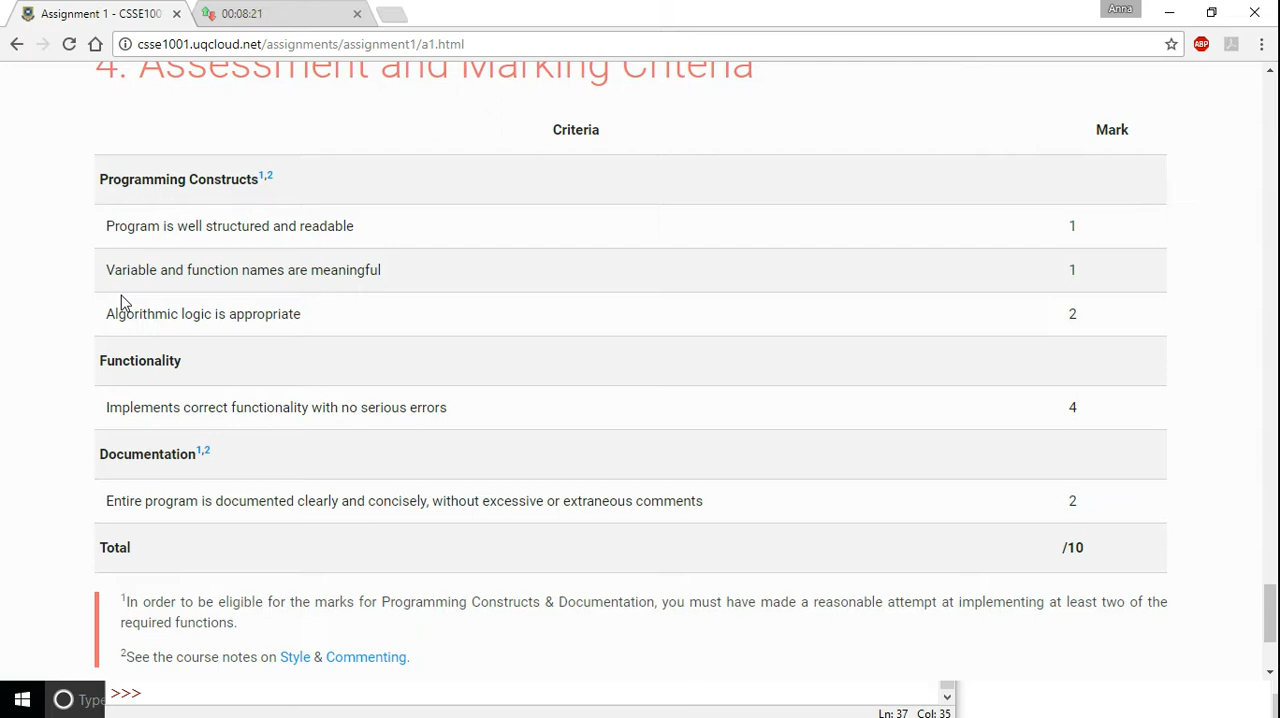 Assignment 1 - CSSE100
00:08:21
Anna
csse1001.uqcloud.net/assignments/assignment1/a1.html
ABP
4. Assessment and Marking Criteria
Criteria Mark
Programming Constructs1,2
Program is well structured and readable 1
Variable and function names are meaningful 1
Algorithmic logic is appropriate 2
Functionality
Implements correct functionality with no serious errors 4
Documentation1,2
Entire program is documented clearly and concisely, without excessive or extraneous comments 2
Total /10
1In order to be eligible for the marks for Programming Constructs & Documentation, you must have made a reasonable attempt at implementing at least two of the
required functions.
2See the course notes on Style & Commenting.
Type
>>>
Ln: 37 Col: 35